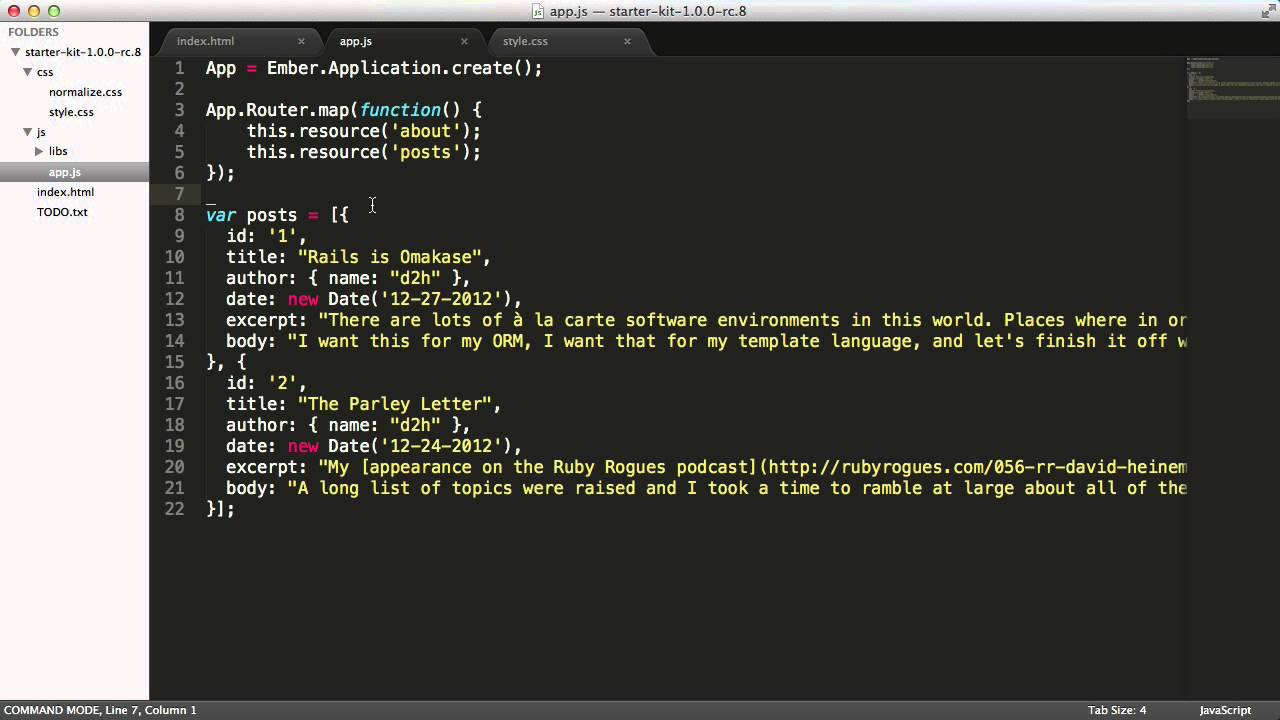 app.js — starter-kit-1.0.0-rc.8
FOLDERS
starter-kit-1.0.0-rc.8
css
normalize.css
style.css
js
libs
app.js
index.html
TODO.txt
index.html × app.js × style.css ×
1 App = Ember.Application.create();
2
3 App.Router.map(function() {
4 this.resource('about');
5 this.resource('posts');
6 });
7
8 var posts = [{
9 id: '1',
10 title: "Rails is Omakase",
11 author: { name: "d2h" },
12 date: new Date('12-27-2012'),
13 excerpt: "There are lots of à la carte software environments in this world. Places where in or
14 body: "I want this for my ORM, I want that for my template language, and let's finish it off w
15 }, {
16 id: '2',
17 title: "The Parley Letter",
18 author: { name: "d2h" },
19 date: new Date('12-24-2012'),
20 excerpt: "My [appearance on the Ruby Rogues podcast](http://rubyrogues.com/056-rr-david-heinem
21 body: "A long list of topics were raised and I took a time to ramble at large about all of the
22 }];
COMMAND MODE, Line 7, Column 1
Tab Size: 4
JavaScript